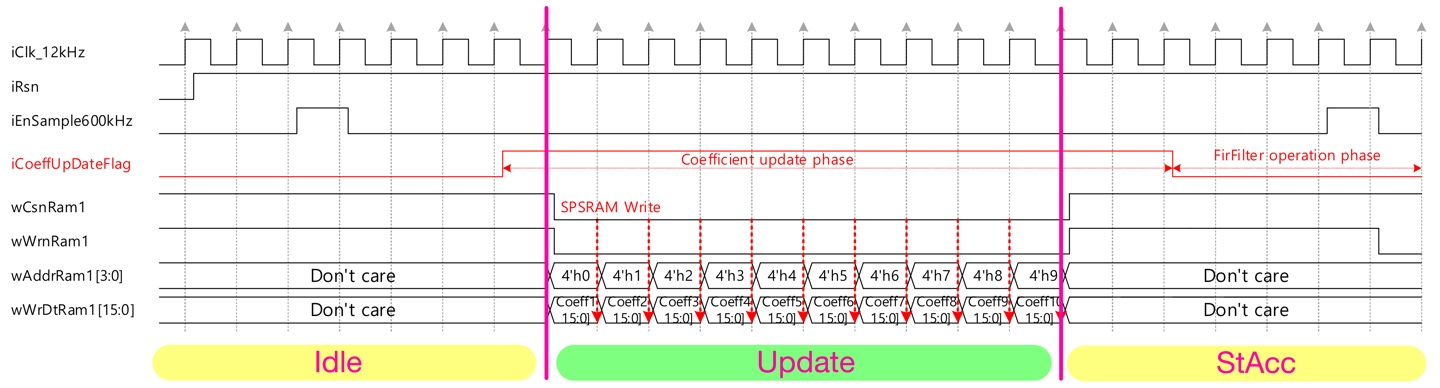 iClk_12kHz
iRsn
iEnSample600kHz
iCoeffUpDateFlag
Coefficient update phase
FirFilter operation phase
wCsnRam1
SPSRAM Write
wWrnRam1
wAddrRam1[3:0]
Don't care
4'h0 4'h1 4'h2 4'h3 4'h4 4'h5 4'h6 4'h7 4'h8 4'h9
Don't care
wWrDtRam1[15:0]
Don't care
Coeff1 Coeff2 Coeff3 Coeff4 Coeff5 Coeff6 Coeff7 Coeff8 Coeff9 Coeff10
15:0] 15:0] 15:0] 15:0] 15:0] 15:0] 15:0] 15:0] 15:0] 15:0]
Don't care
Idle
Update
StAcc